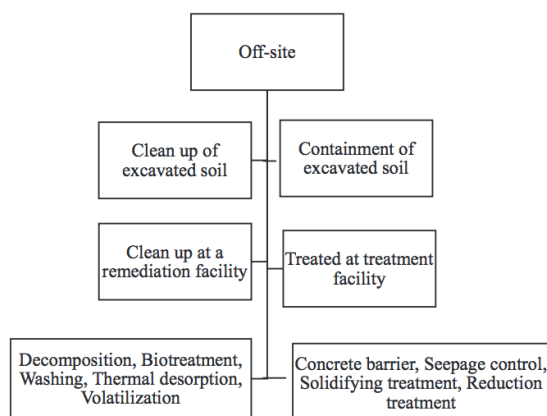 Off-site
Clean up of
excavated soil
Containment of
excavated soil
Clean up at a
remediation facility
Treated at treatment
facility
Decomposition, Biotreatment,
Washing, Thermal desorption,
Volatilization
Concrete barrier, Seepage control,
Solidifying treatment, Reduction
treatment